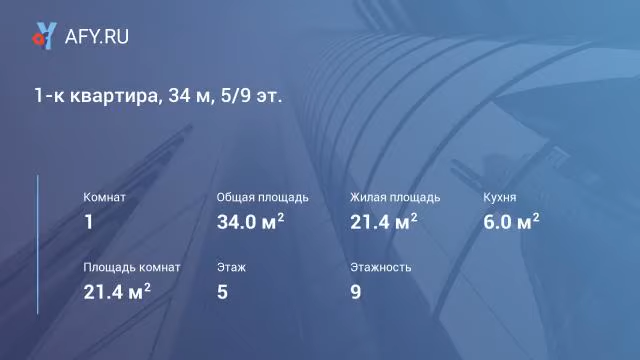 AFY.RU
1-к квартира, 34 м, 5/9 эт.
Комнат
Общая площадь
Жилая площадь
Кухня
1
34.0 м²
21.4 м²
6.0 м²
Площадь комнат
Этаж
Этажность
21.4 м²
5
9